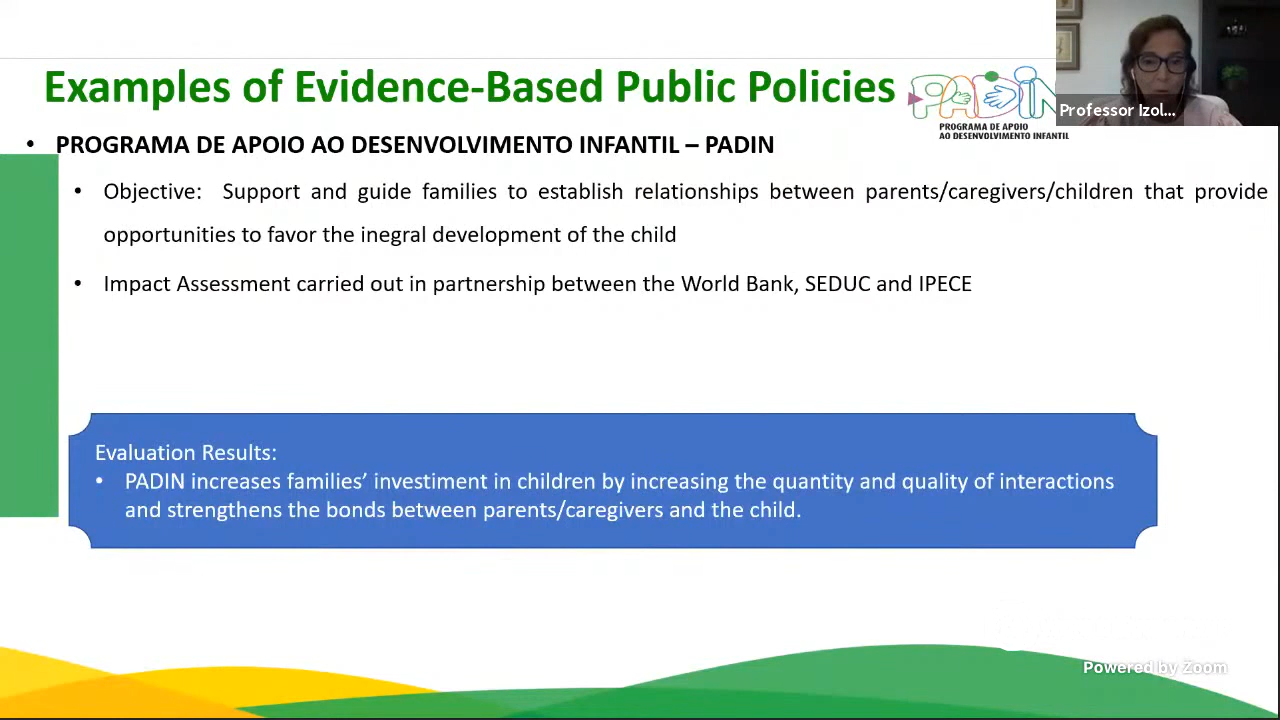 Examples of Evidence-Based Public Policies
PADIN
PROGRAMA DE APOIO
AO DESENVOLVIMENTO INFANTIL
Professor Izol...
• PROGRAMA DE APOIO AO DESENVOLVIMENTO INFANTIL – PADIN
• Objective: Support and guide families to establish relationships between parents/caregivers/children that provide
opportunities to favor the inegral development of the child
• Impact Assessment carried out in partnership between the World Bank, SEDUC and IPECE
Evaluation Results:
• PADIN increases families’ investiment in children by increasing the quantity and quality of interactions
and strengthens the bonds between parents/caregivers and the child.
Powered by Zoom